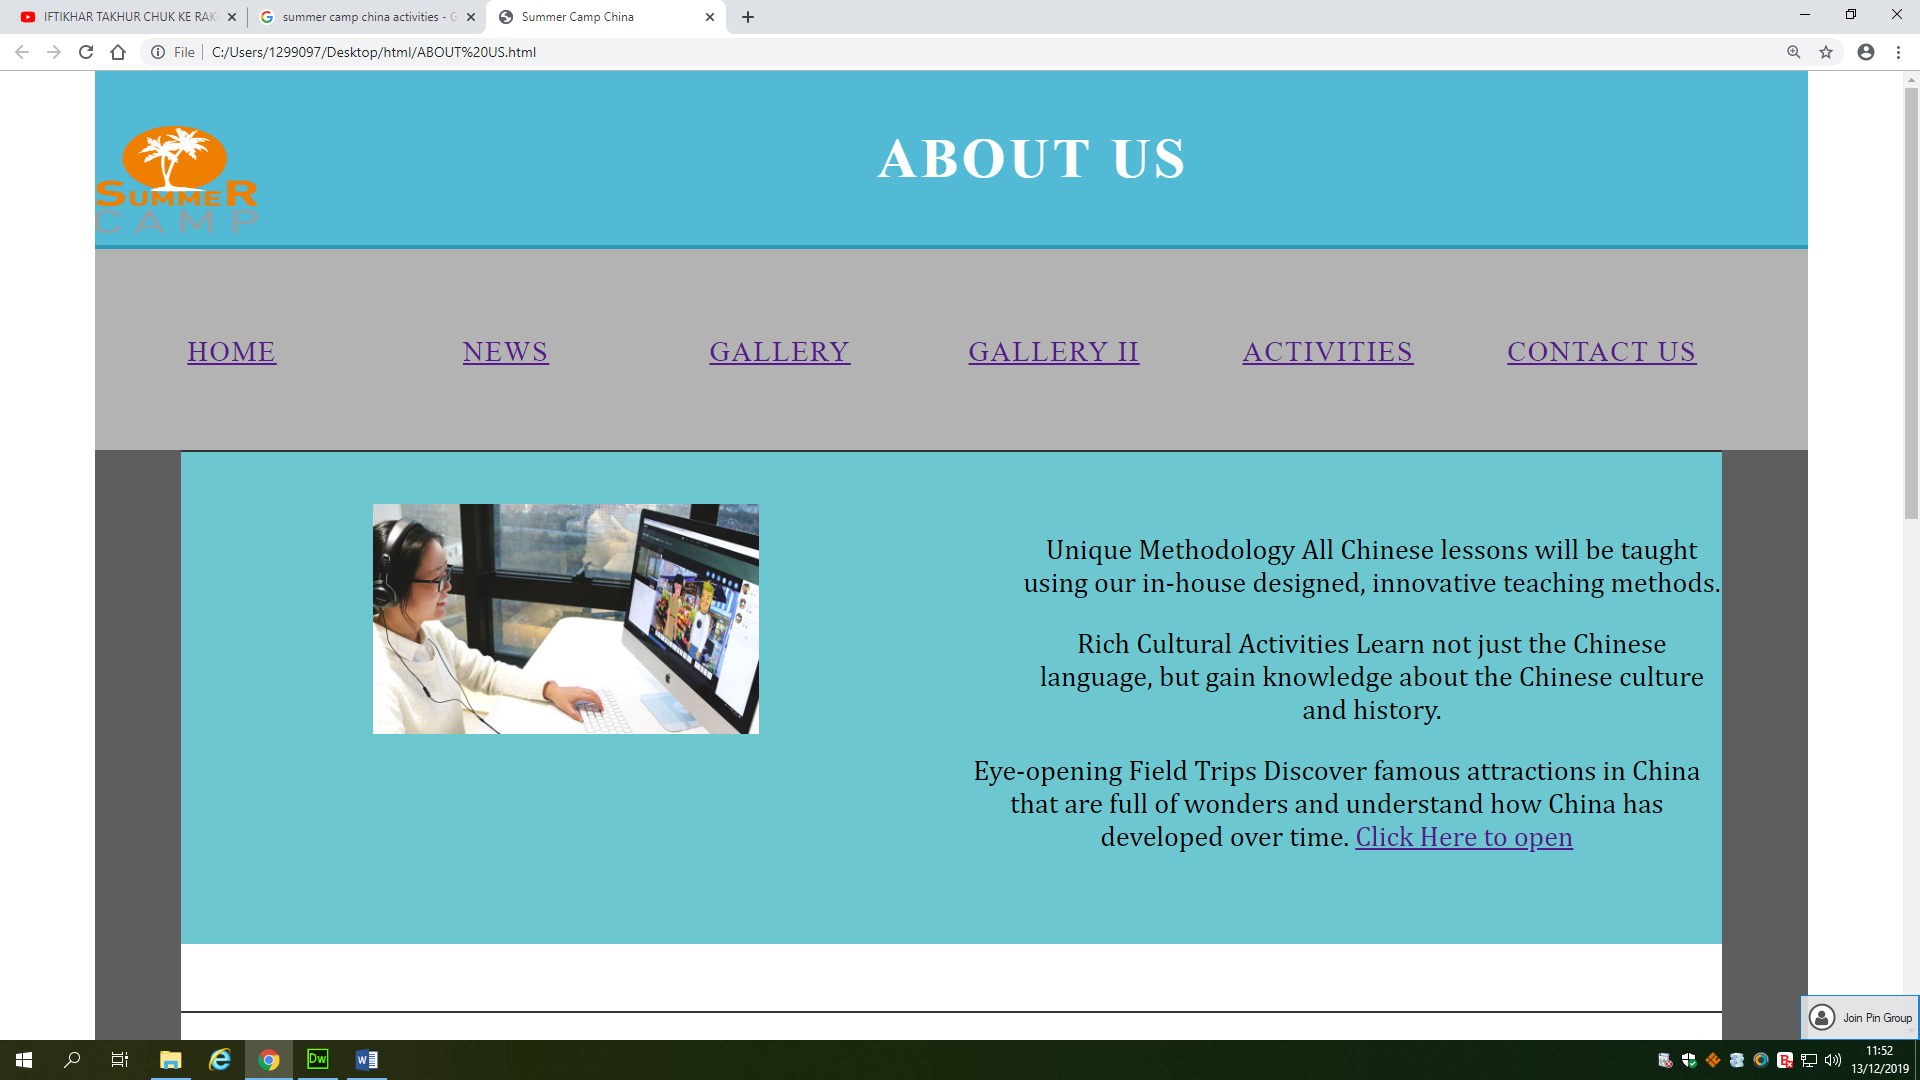 IFTIKHAR TAKHUR CHUK KE RAK
summer camp china activities - G
Summer Camp China
File
C:/Users/1299097/Desktop/html/ABOUT%20US.html
SUMMER
CAMP
ABOUT US
HOME NEWS GALLERY GALLERY II ACTIVITIES CONTACT US
Unique Methodology All Chinese lessons will be taught
using our in-house designed, innovative teaching methods.
Rich Cultural Activities Learn not just the Chinese
language, but gain knowledge about the Chinese culture
and history.
Eye-opening Field Trips Discover famous attractions in China
that are full of wonders and understand how China has
developed over time. Click Here to open
Join Pin Group
Dw
11:52
13/12/2019